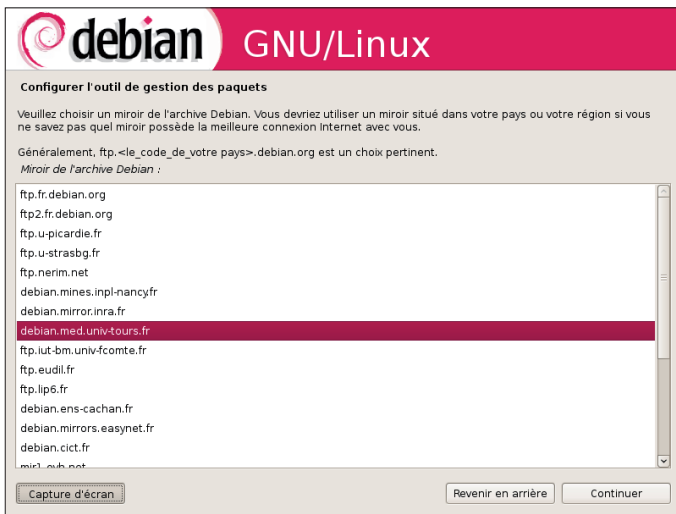 debian GNU/Linux
Configurer l'outil de gestion des paquets
Veuillez choisir un miroir de l'archive Debian. Vous devriez utiliser un miroir situé dans votre pays ou votre région si vous
ne savez pas quel miroir possède la meilleure connexion Internet avec vous.
Généralement, ftp.<le_code_de_votre pays>.debian.org est un choix pertinent.
Miroir de l'archive Debian :
ftp.fr.debian.org
ftp2.fr.debian.org
ftp.u-picardie.fr
ftp.u-strasbg.fr
ftp.nerim.net
debian.mines.inpl-nancy.fr
debian.mirror.inra.fr
debian.med.univ-tours.fr
ftp.iut-bm.univ-fcomte.fr
ftp.eudil.fr
ftp.lip6.fr
debian.ens-cachan.fr
debian.mirrors.easynet.fr
debian.cict.fr
mir1.ovh.net
Capture d'écran
Revenir en arrière
Continuer